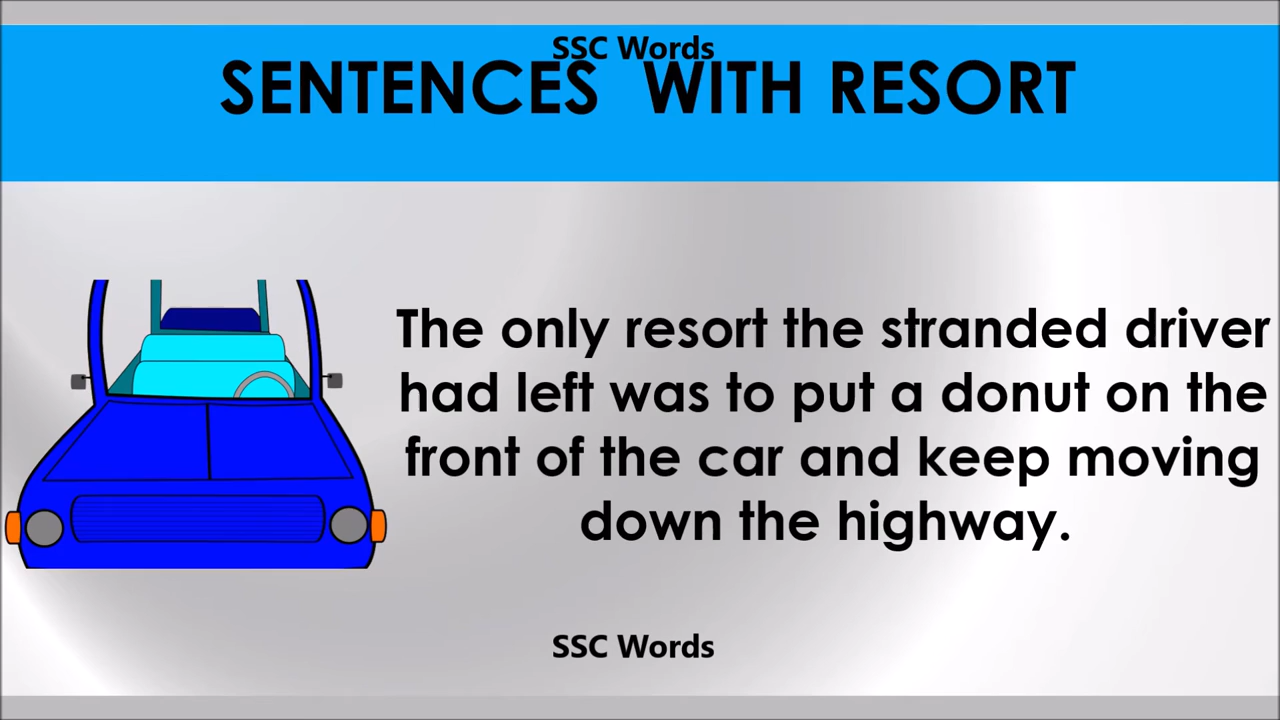 SSC Words
SENTENCES WITH RESORT
The only resort the stranded driver
had left was to put a donut on the
front of the car and keep moving
down the highway.
SSC Words